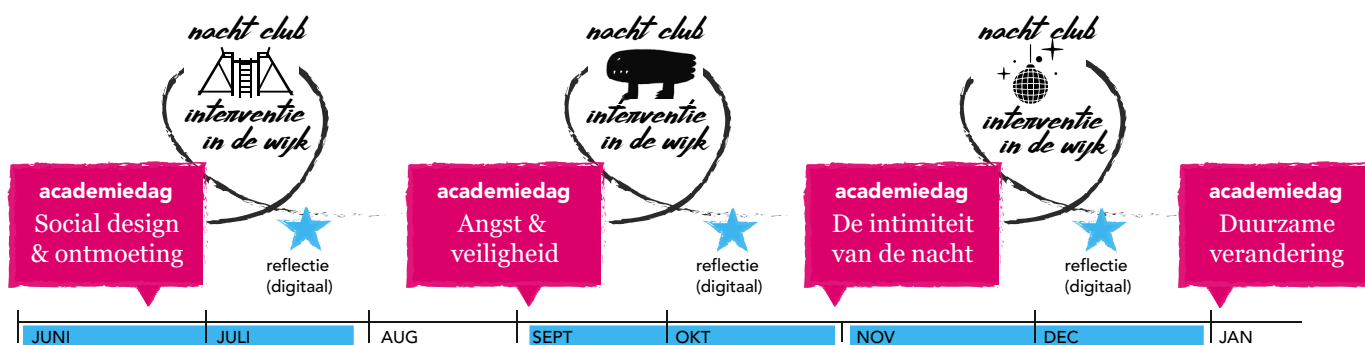 nacht club
interventie
in de wijk
nacht club
interventie
in de wijk
nacht club
interventie
in de wijk
academiedag
Social design
& ontmoeting
reflectie
(digitaal)
academiedag
Angst &
veiligheid
reflectie
(digitaal)
academiedag
De intimiteit
van de nacht
reflectie
(digitaal)
academiedag
Duurzame
verandering
JUNI JULI AUG SEPT OKT NOV DEC JAN